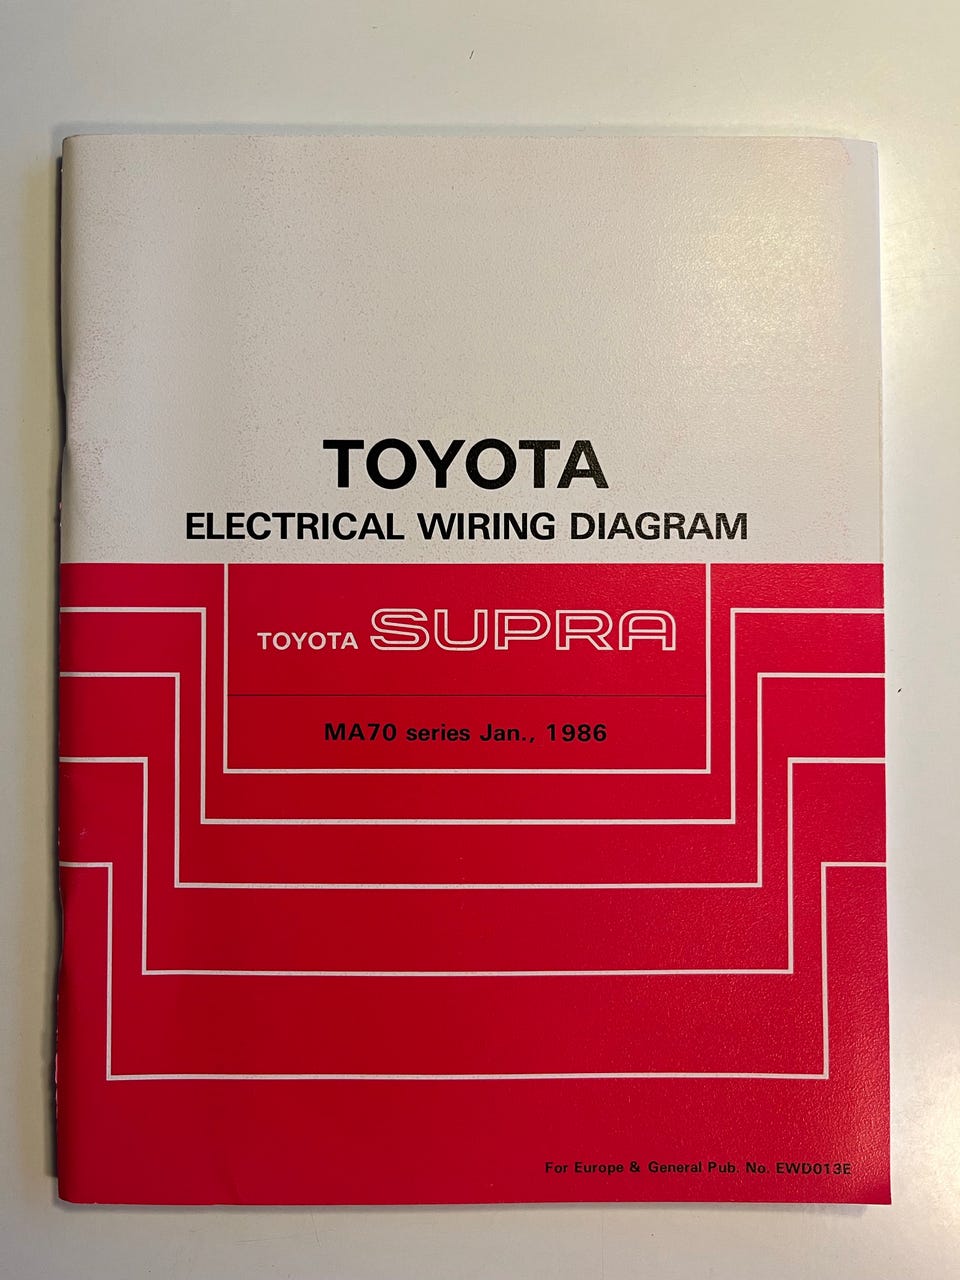 TOYOTA
ELECTRICAL WIRING DIAGRAM
TOYOTA SUPRA
MA70 series Jan., 1986
For Europe & General Pub. No. EWD013E